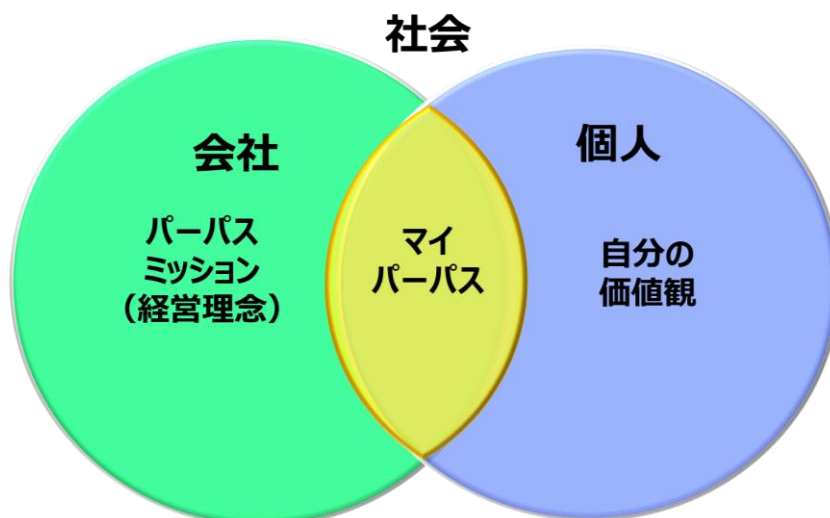 社会
会社
パーパス
ミッション
（経営理念）
マイ
パーパス
個人
自分の
価値観